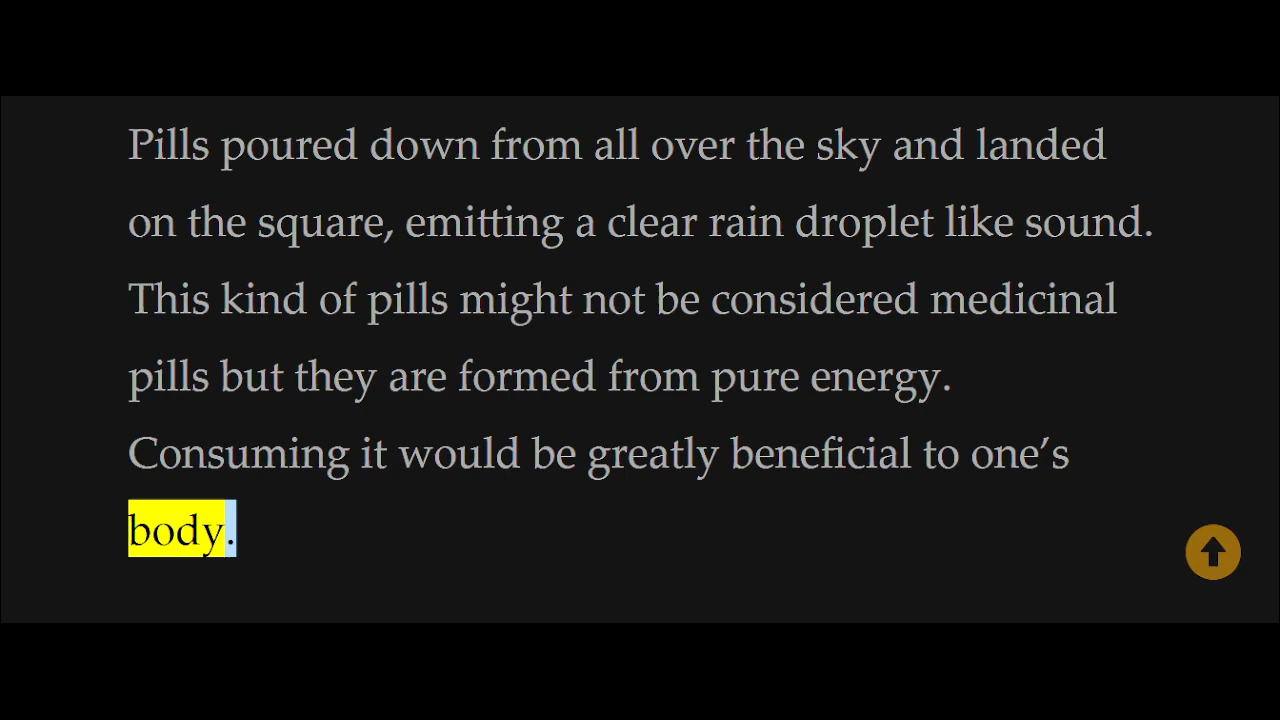 Pills poured down from all over the sky and landed
on the square, emitting a clear rain droplet like sound.
This kind of pills might not be considered medicinal
pills but they are formed from pure energy.
Consuming it would be greatly beneficial to one’s
body.